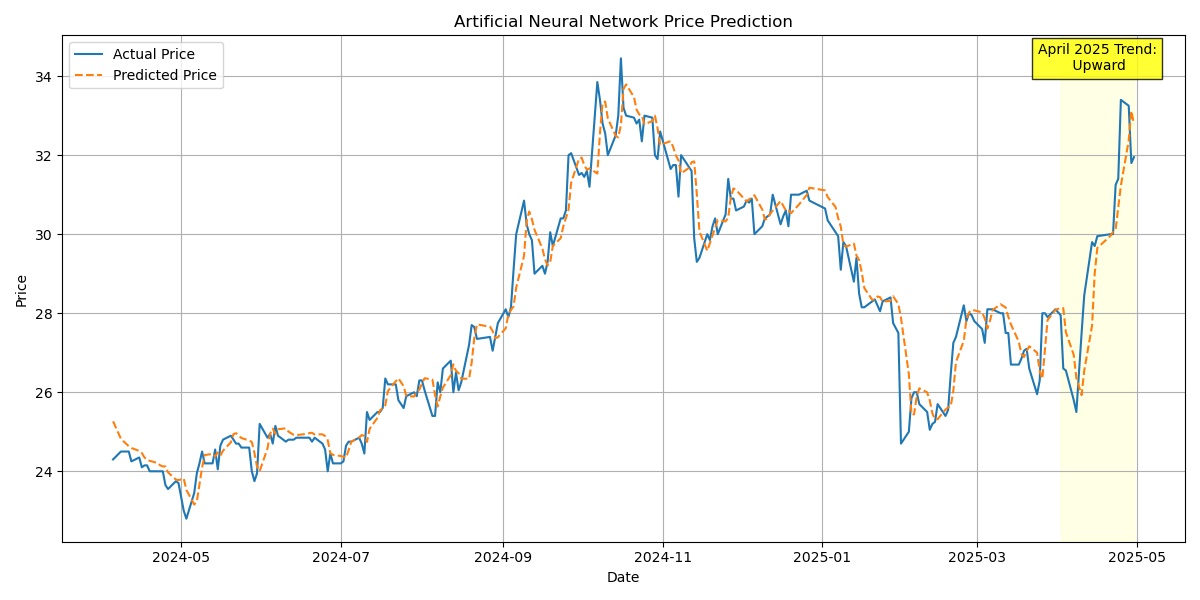 Artificial Neural Network Price Prediction
Actual Price
Predicted Price
April 2025 Trend:
Upward
Price
34
32
30
28
26
24
2024-05
2024-07
2024-09
2024-11
2025-01
2025-03
2025-05
Date